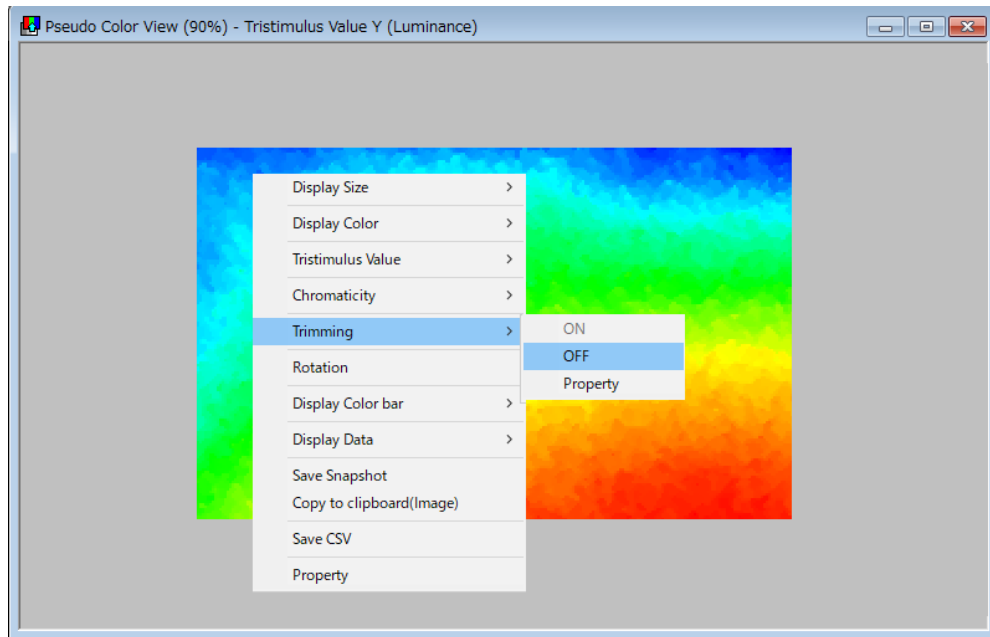 Pseudo Color View (90%) - Tristimulus Value Y (Luminance)
Display Size
Display Color
Tristimulus Value
Chromaticity
Trimming
ON
OFF
Property
Rotation
Display Color bar
Display Data
Save Snapshot
Copy to clipboard(Image)
Save CSV
Property